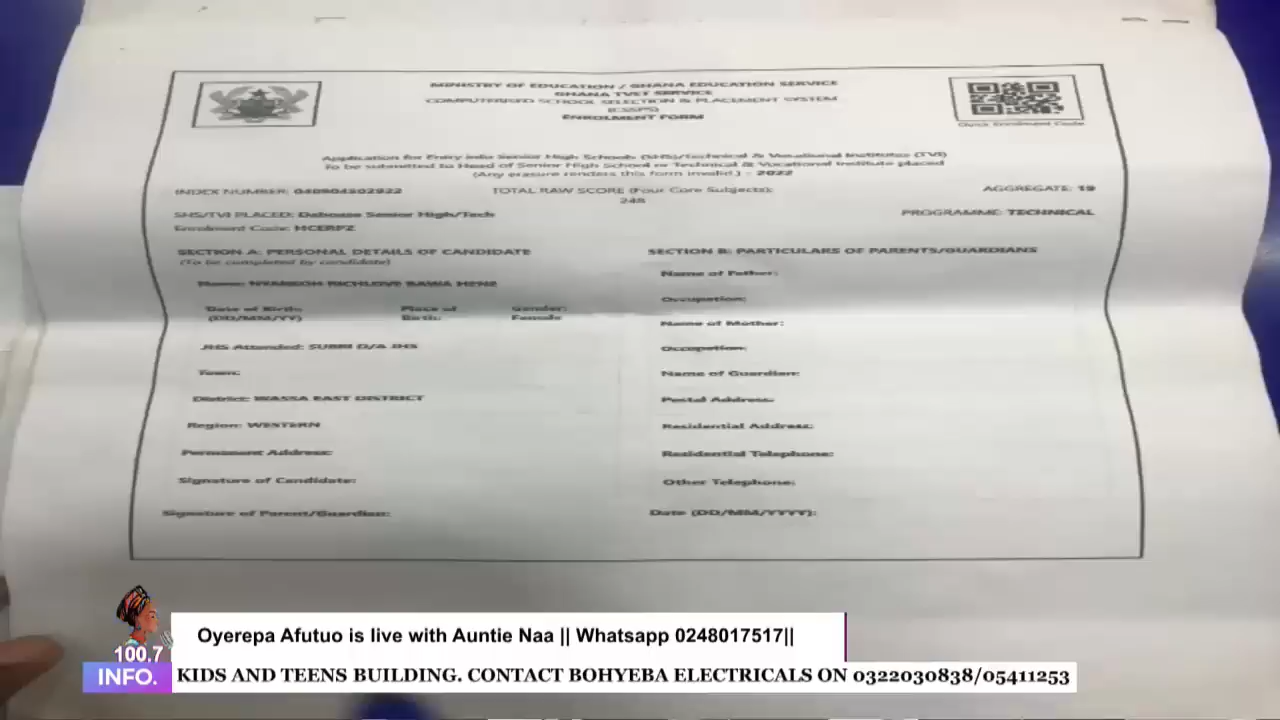 MINISTRY OF EDUCATION / GHANA EDUCATION SERVICE
GHANA TVET SERVICE
COMPUTERISED SCHOOL SELECTION & PLACEMENT SYSTEM
(CSSPS)
ENROLMENT FORM
Quick Enrolment Code
Application for Entry into Senior High Schools (SHS)/Technical & Vocational Institutes (TVI)
To be submitted to Head of Senior High School or Technical & Vocational Institute placed
(Any erasure renders this form invalid.) - 2022
INDEX NUMBER:
TOTAL RAW SCORE (Four Core Subjects):
248
AGGREGATE: 19
SHS/TVI PLACED: Daboase Senior High/Tech
PROGRAMME: TECHNICAL
Enrolment Code:
SECTION A: PERSONAL DETAILS OF CANDIDATE
(To be completed by candidate)
Name: RICHLOVE BAWA
Date of Birth:
(DD/MM/YY)
Place of
Birth:
Gender:
Female
JHS Attended: SUBRI D/A JHS
Town:
District: WASSA EAST DISTRICT
Region: WESTERN
Permanent Address:
Signature of Candidate:
Signature of Parent/Guardian:
SECTION B: PARTICULARS OF PARENTS/GUARDIANS
Name of Father:
Occupation:
Name of Mother:
Occupation:
Name of Guardian:
Postal Address:
Residential Address:
Residential Telephone:
Other Telephone:
Date (DD/MM/YYYY):
Oyerepa Afutuo is live with Auntie Naa || Whatsapp 0248017517||
100.7
INFO.
KIDS AND TEENS BUILDING. CONTACT BOHYEBA ELECTRICALS ON 0322030838/05411253